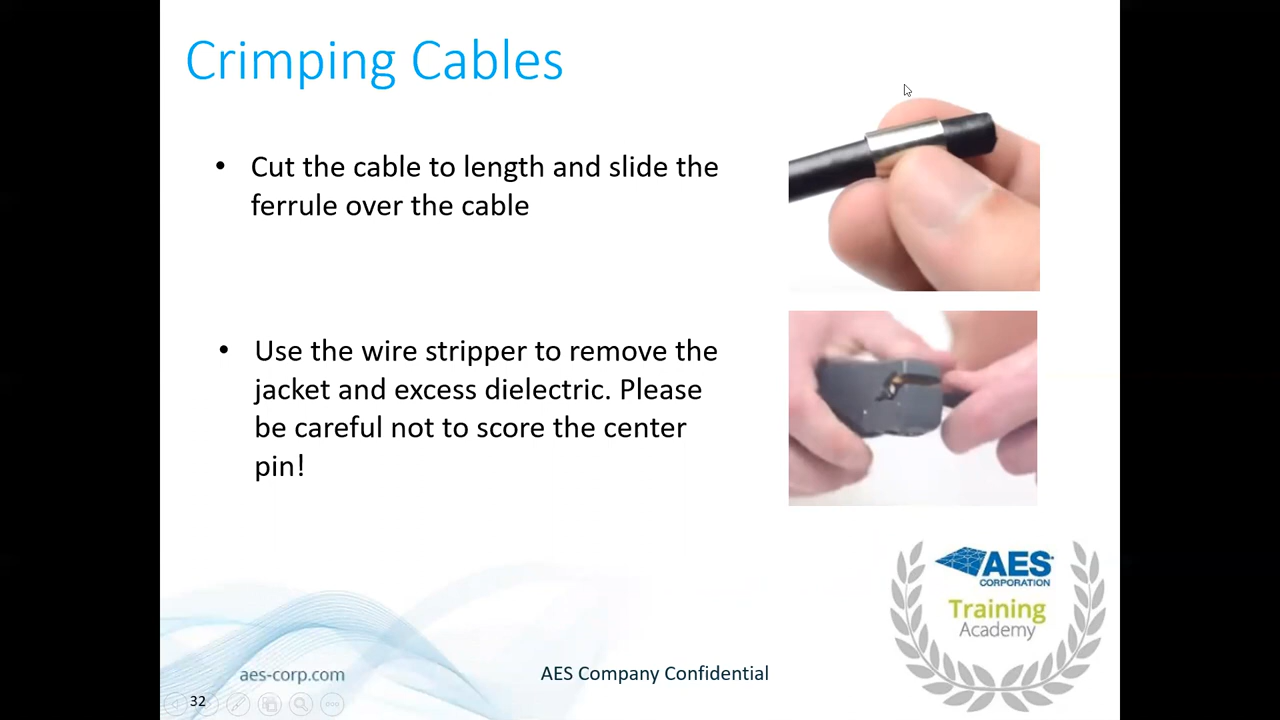 Crimping Cables
• Cut the cable to length and slide the
ferrule over the cable
• Use the wire stripper to remove the
jacket and excess dielectric. Please
be careful not to score the center
pin!
AES
CORPORATION
Training
Academy
aes-corp.com
AES Company Confidential
32